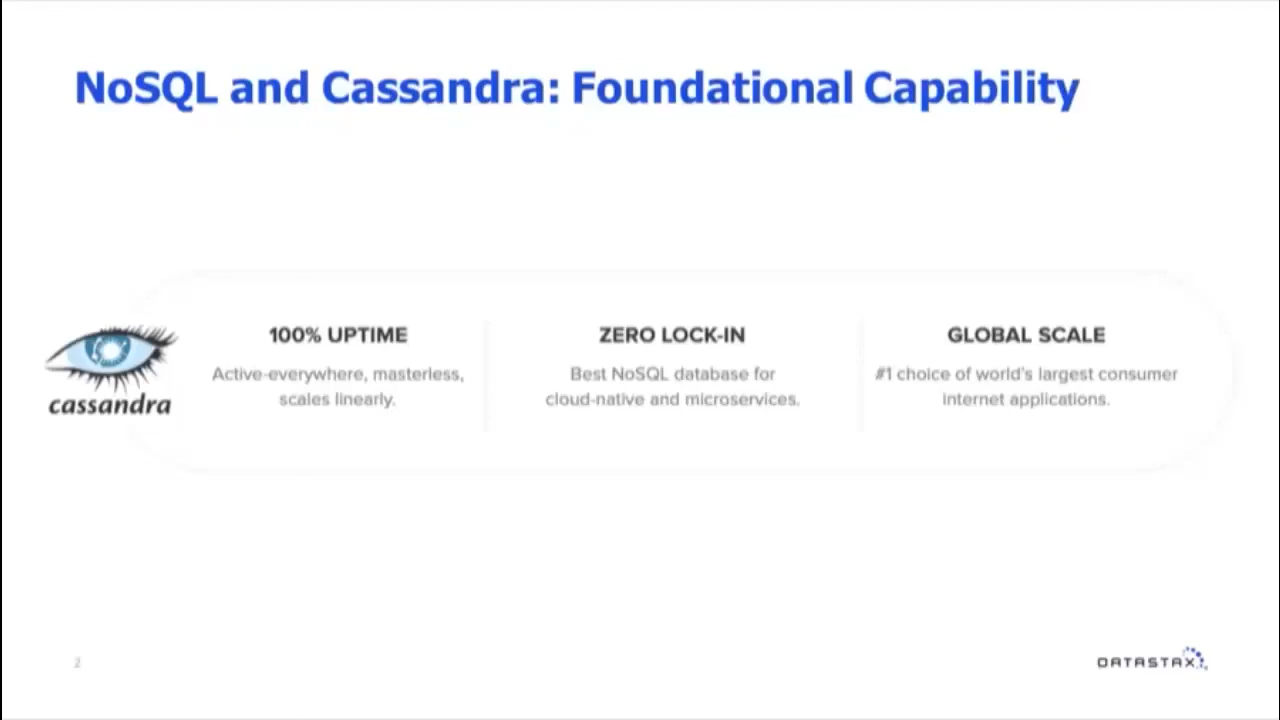 NoSQL and Cassandra: Foundational Capability
cassandra
100% UPTIME
Active-everywhere, masterless,
scales linearly.
ZERO LOCK-IN
Best NoSQL database for
cloud-native and microservices.
GLOBAL SCALE
#1 choice of world's largest consumer
internet applications.
2
DATASTAX